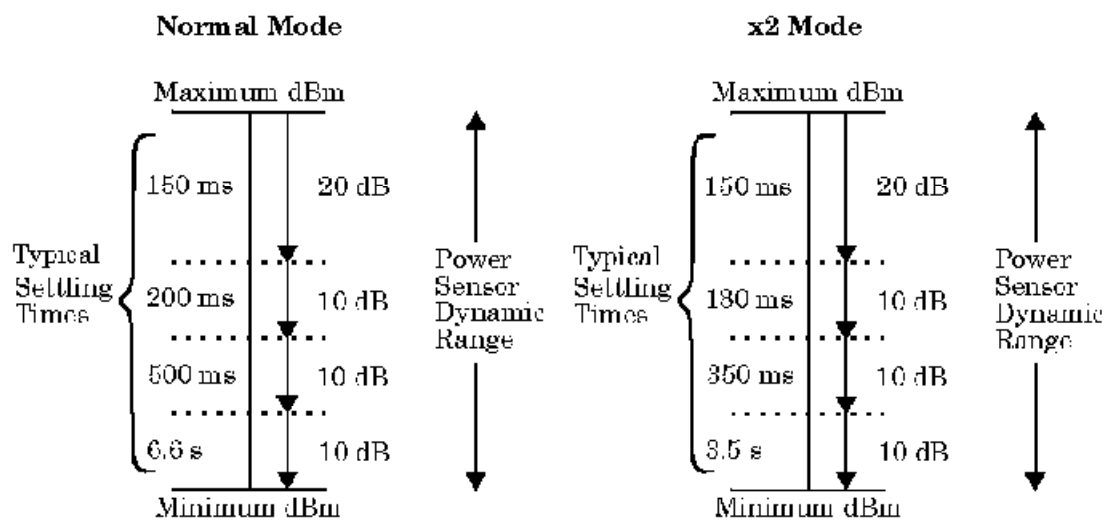 Normal Mode
Maximum dBm
150 ms
20 dB
Typical
Settling
Times
200 ms
10 dB
500 ms
10 dB
6.6 s
10 dB
Minimum dBm
Power
Sensor
Dynamic
Range
x2 Mode
Maximum dBm
150 ms
20 dB
Typical
Settling
Times
180 ms
10 dB
350 ms
10 dB
3.5 s
10 dB
Minimum dBm
Power
Sensor
Dynamic
Range